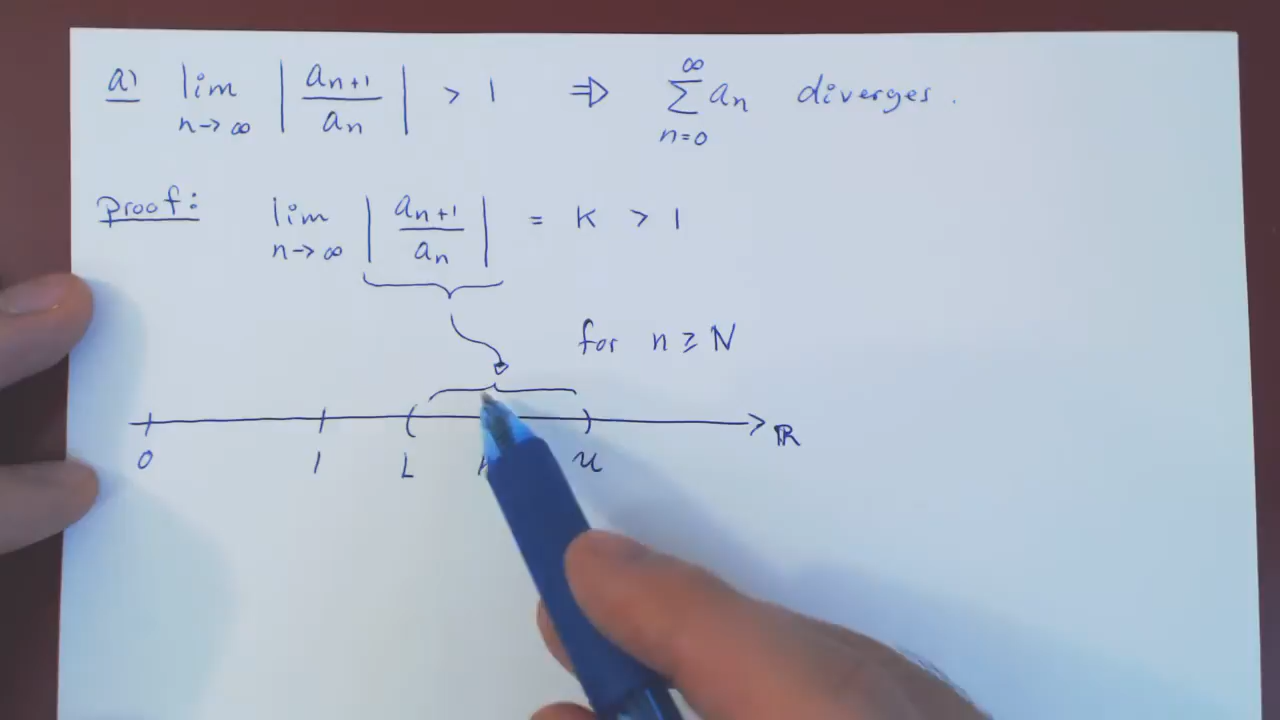 a) lim n→∞ | a_{n+1} / a_n | > 1 ⇒ ∑_{n=0}^{∞} a_n diverges.
Proof: lim n→∞ | a_{n+1} / a_n | = K > 1
for n ≥ N
0 1 L u ℝ